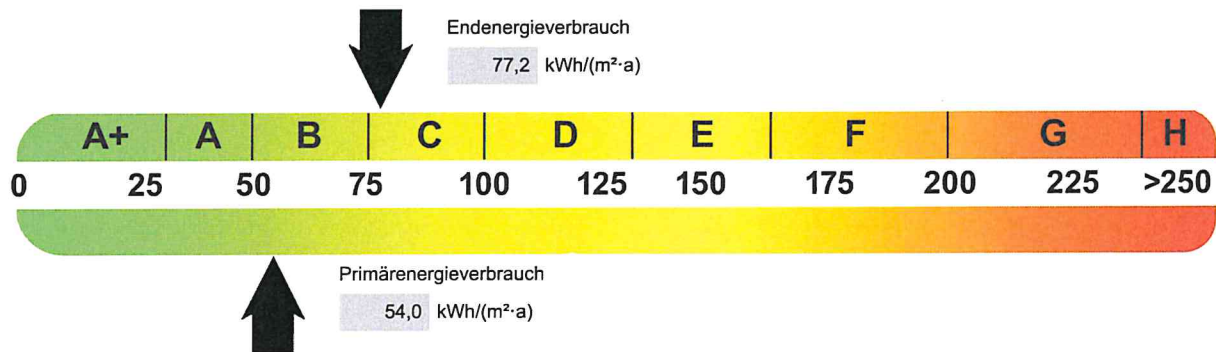 Endenergieverbrauch
77,2 kWh/(m²·a)
A+ A B C D E F G H
0 25 50 75 100 125 150 175 200 225 >250
Primärenergieverbrauch
54,0 kWh/(m²·a)